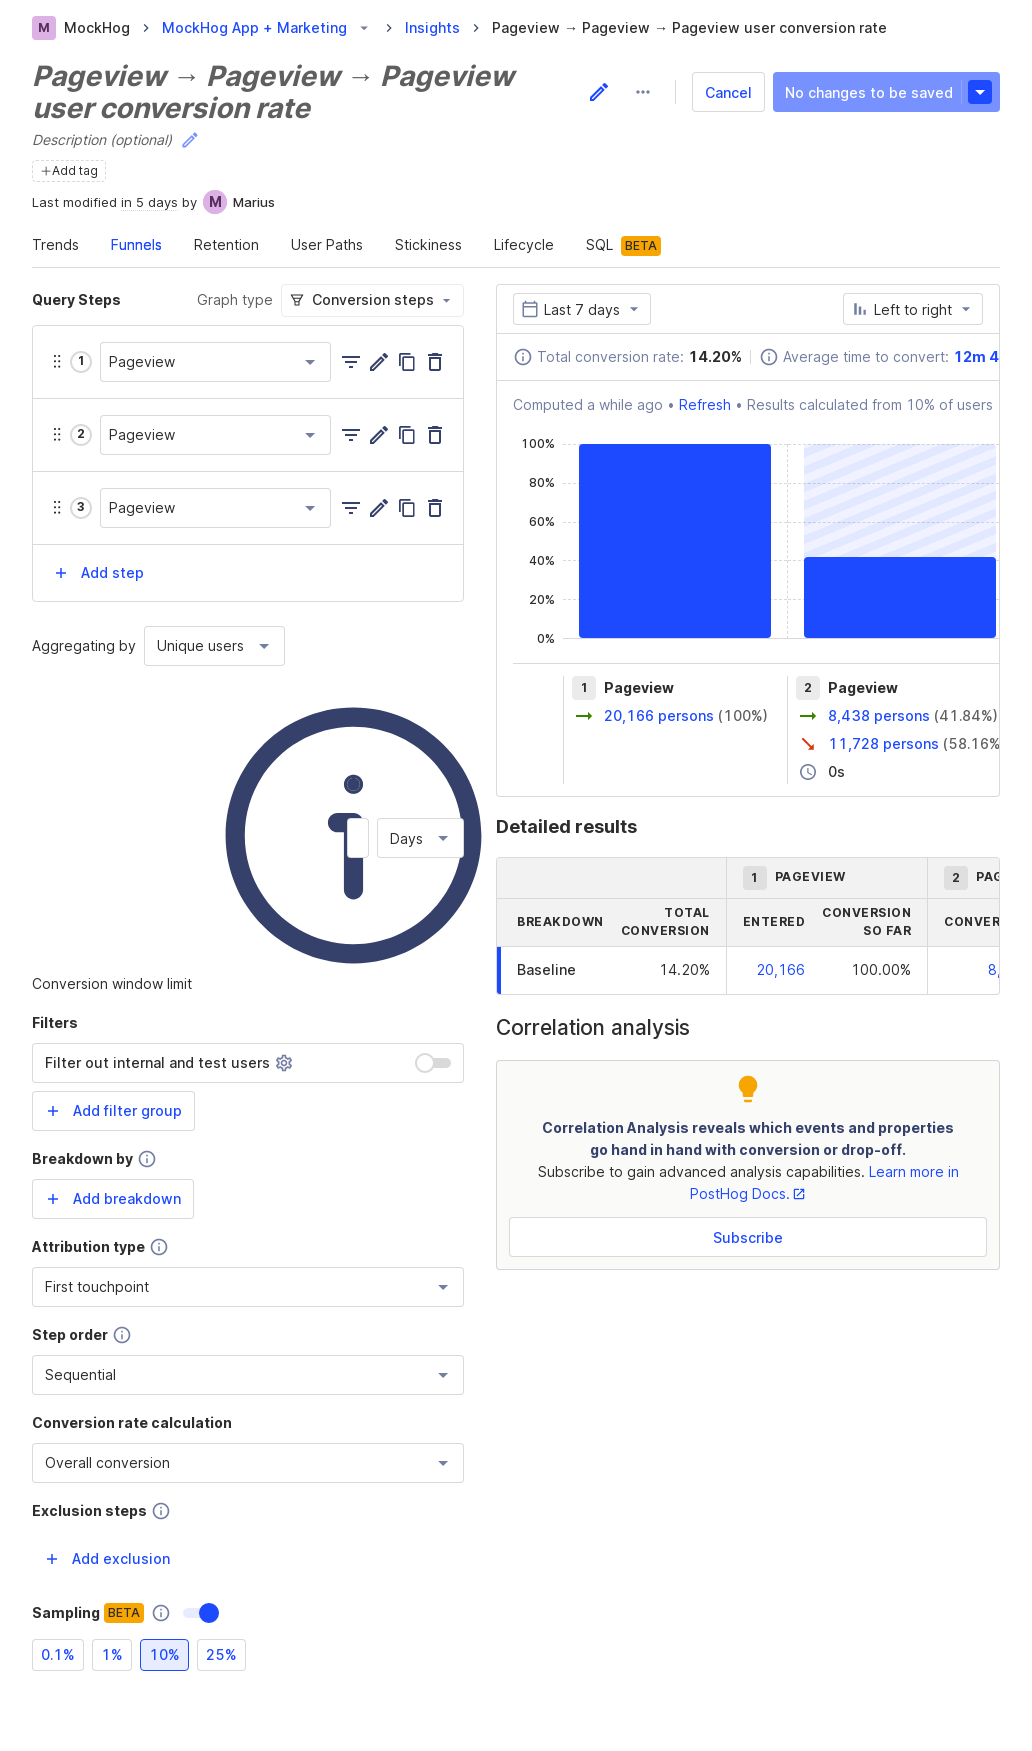 M MockHog > MockHog App + Marketing > Insights > Pageview → Pageview → Pageview user conversion rate
Pageview → Pageview → Pageview
user conversion rate
Cancel
No changes to be saved
Description (optional)
Add tag
Last modified in 5 days by M Marius
Trends Funnels Retention User Paths Stickiness Lifecycle SQL BETA
Query Steps
Graph type Conversion steps
1 Pageview
2 Pageview
3 Pageview
Add step
Aggregating by Unique users
Days
Conversion window limit
Filters
Filter out internal and test users
Add filter group
Breakdown by
Add breakdown
Attribution type
First touchpoint
Step order
Sequential
Conversion rate calculation
Overall conversion
Exclusion steps
Add exclusion
Sampling BETA
0.1% 1% 10% 25%
Last 7 days
Left to right
Total conversion rate: 14.20%
Average time to convert: 12m 4
Computed a while ago • Refresh • Results calculated from 10% of users
100%
80%
60%
40%
20%
0%
1 Pageview
20,166 persons (100%)
2 Pageview
8,438 persons (41.84%)
11,728 persons (58.16%
0s
Detailed results
1 PAGEVIEW
2 PAG
BREAKDOWN
TOTAL
CONVERSION
ENTERED
CONVERSION
SO FAR
CONVER
Baseline 14.20% 20,166 100.00% 8,
Correlation analysis
Correlation Analysis reveals which events and properties
go hand in hand with conversion or drop-off.
Subscribe to gain advanced analysis capabilities. Learn more in
PostHog Docs.
Subscribe